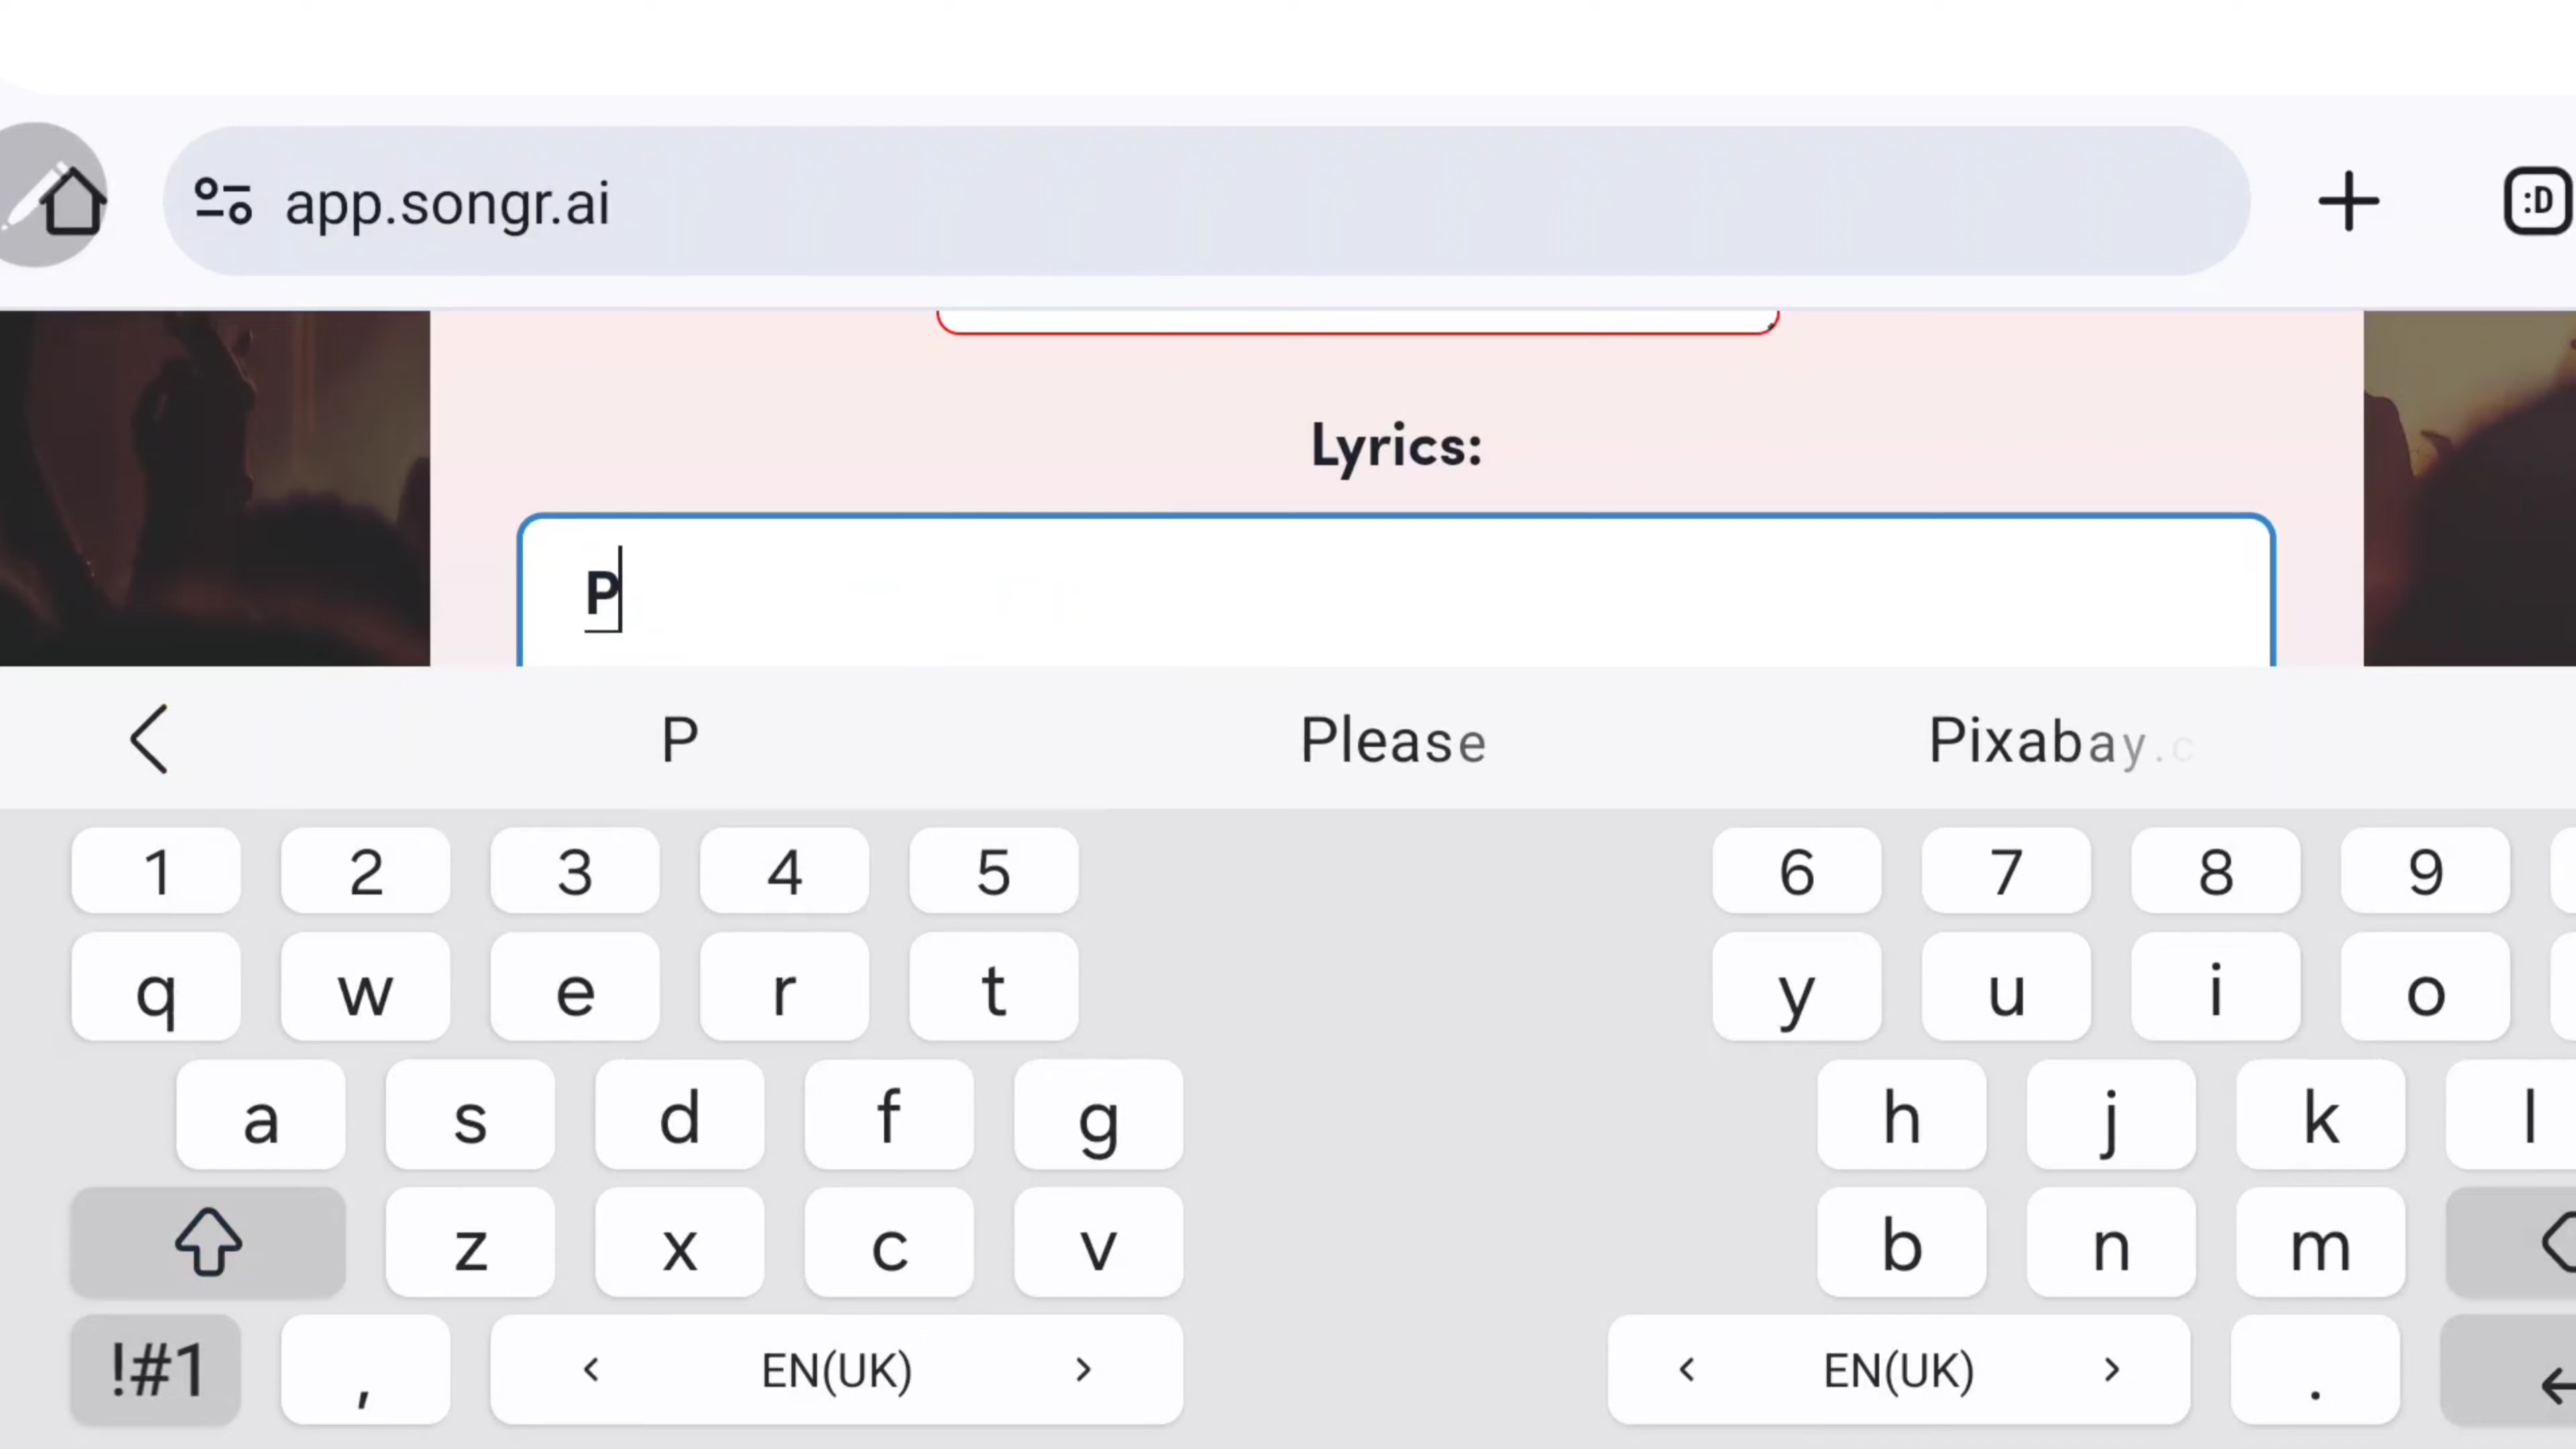 app.songr.ai
:D
Lyrics:
P
P Please Pixabay.c
1 2 3 4 5 6 7 8 9
q w e r t y u i o
a s d f g h j k l
z x c v b n m
!#1 , < EN(UK) > < EN(UK) > .